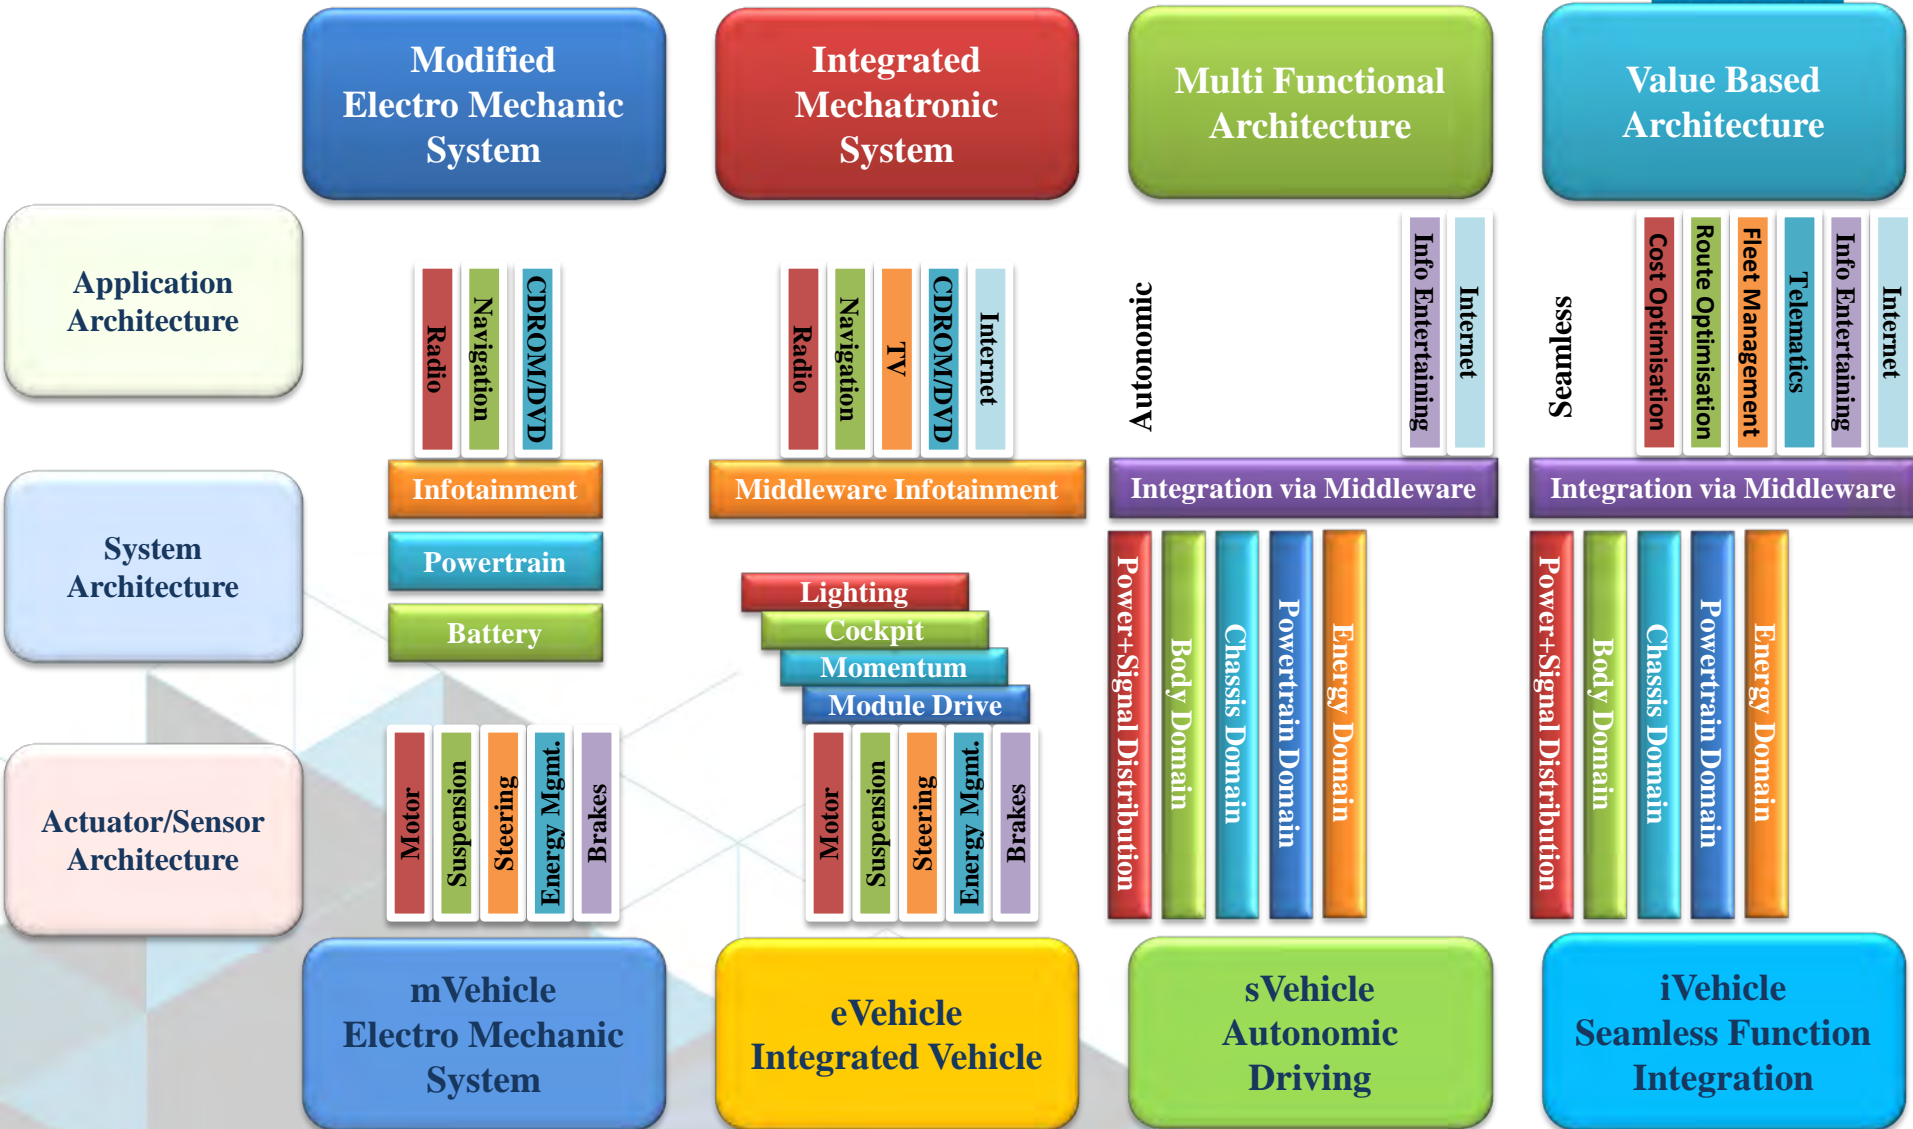 Modified
Electro Mechanic
System
Integrated
Mechatronic
System
Multi Functional
Architecture
Value Based
Architecture
Application
Architecture
Radio
Navigation
CDROM/DVD
Radio
Navigation
TV
CDROM/DVD
Internet
Autonomic
Info Entertaining
Internet
Seamless
Cost Optimisation
Route Optimisation
Fleet Management
Telematics
Info Entertaining
Internet
System
Architecture
Infotainment
Powertrain
Battery
Middleware Infotainment
Lighting
Cockpit
Momentum
Module Drive
Integration via Middleware
Power+Signal Distribution
Body Domain
Chassis Domain
Powertrain Domain
Energy Domain
Integration via Middleware
Power+Signal Distribution
Body Domain
Chassis Domain
Powertrain Domain
Energy Domain
Actuator/Sensor
Architecture
Motor
Suspension
Steering
Energy Mgmt.
Brakes
Motor
Suspension
Steering
Energy Mgmt.
Brakes
mVehicle
Electro Mechanic
System
eVehicle
Integrated Vehicle
sVehicle
Autonomic
Driving
iVehicle
Seamless Function
Integration